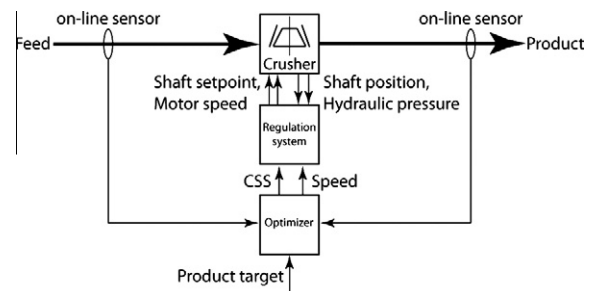 on-line sensor
on-line sensor
Feed
Product
Crusher
Shaft setpoint,
Motor speed
Shaft position,
Hydraulic pressure
Regulation
system
CSS
Speed
Optimizer
Product target